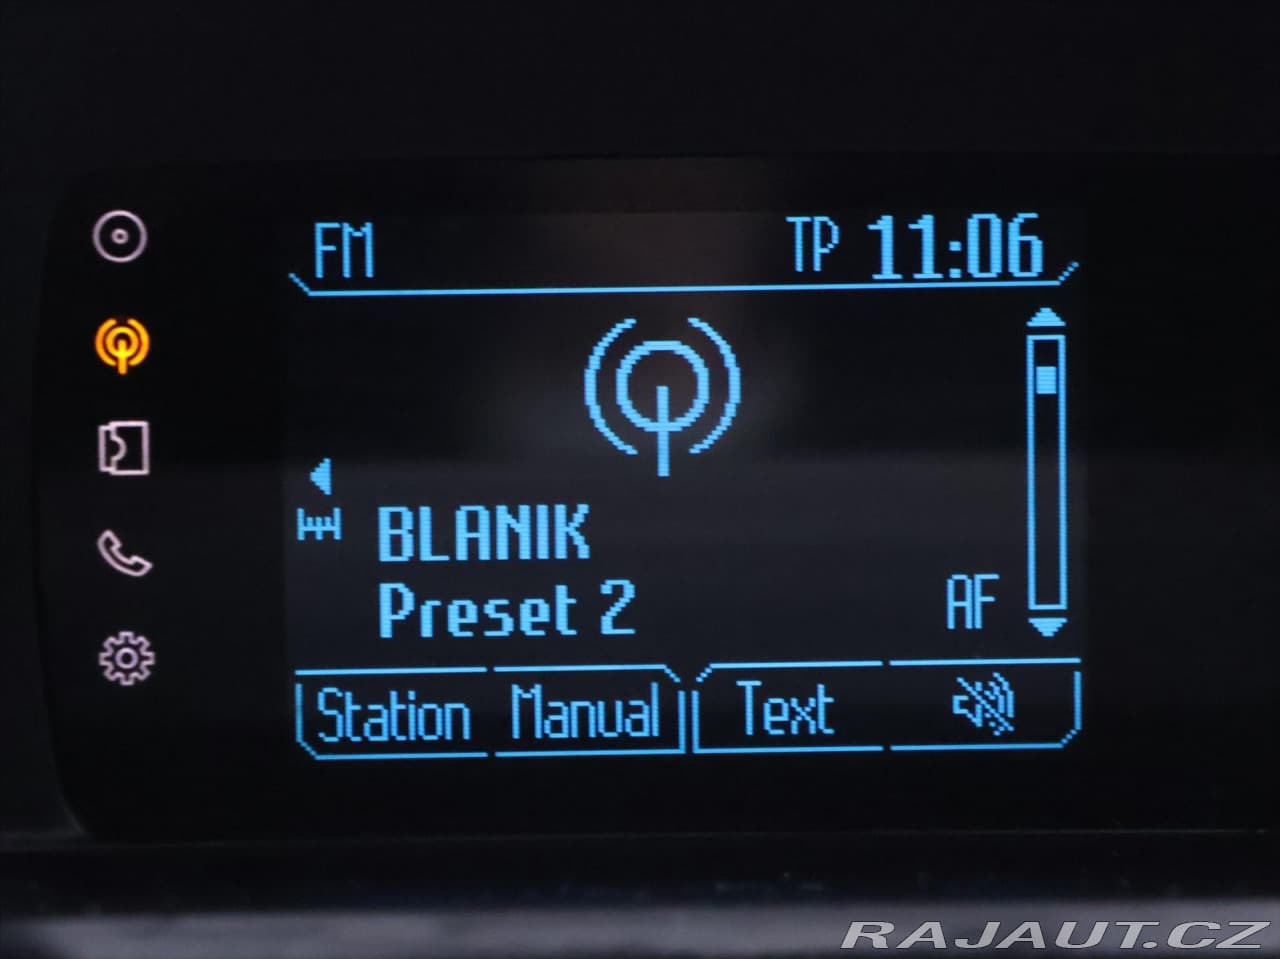 FM TP 11:06
BLANIK
Preset 2 AF
Station Manual Text
RAJAUT.CZ